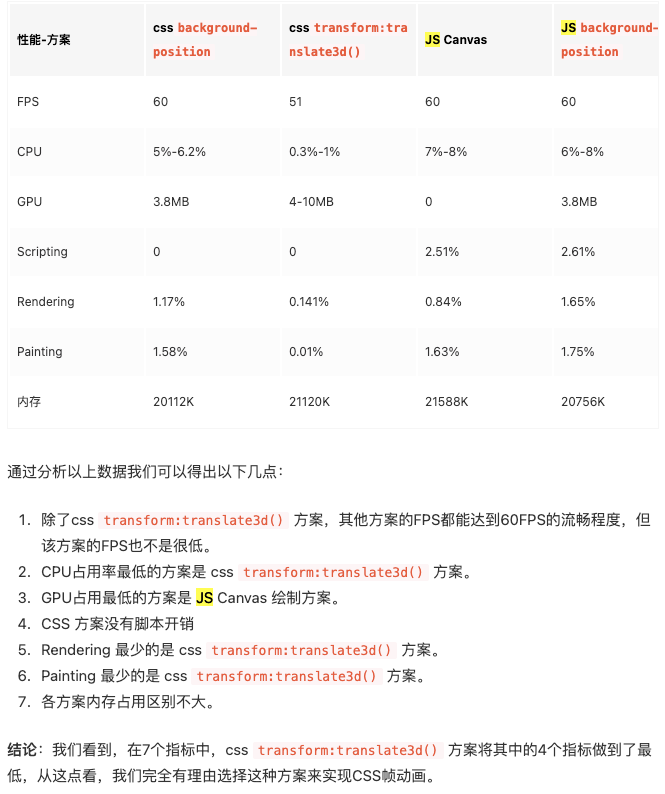 性能-方案 css background-position css transform:translate3d() JS Canvas JS background-position
FPS 60 51 60 60
CPU 5%-6.2% 0.3%-1% 7%-8% 6%-8%
GPU 3.8MB 4-10MB 0 3.8MB
Scripting 0 0 2.51% 2.61%
Rendering 1.17% 0.141% 0.84% 1.65%
Painting 1.58% 0.01% 1.63% 1.75%
内存 20112K 21120K 21588K 20756K
通过分析以上数据我们可以得出以下几点：
1. 除了css transform:translate3d() 方案，其他方案的FPS都能达到60FPS的流畅程度，但
该方案的FPS也不是很低。
2. CPU占用率最低的方案是 css transform:translate3d() 方案。
3. GPU占用最低的方案是 JS Canvas 绘制方案。
4. CSS 方案没有脚本开销
5. Rendering 最少的是 css transform:translate3d() 方案。
6. Painting 最少的是 css transform:translate3d() 方案。
7. 各方案内存占用区别不大。
结论：我们看到，在7个指标中，css transform:translate3d() 方案将其中的4个指标做到了最
低，从这点看，我们完全有理由选择这种方案来实现CSS帧动画。